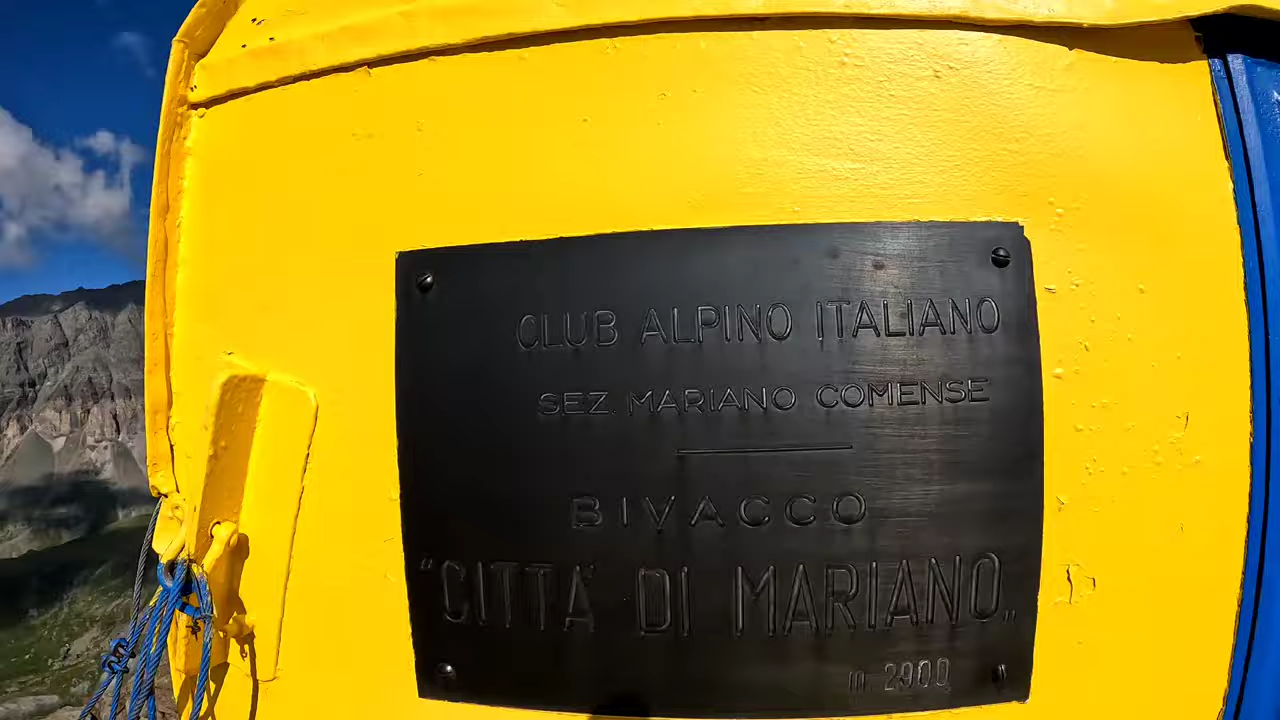 CLUB ALPINO ITALIANO
SEZ. MARIANO COMENSE
BIVACCO
"CITTA' DI MARIANO„
m. 2900